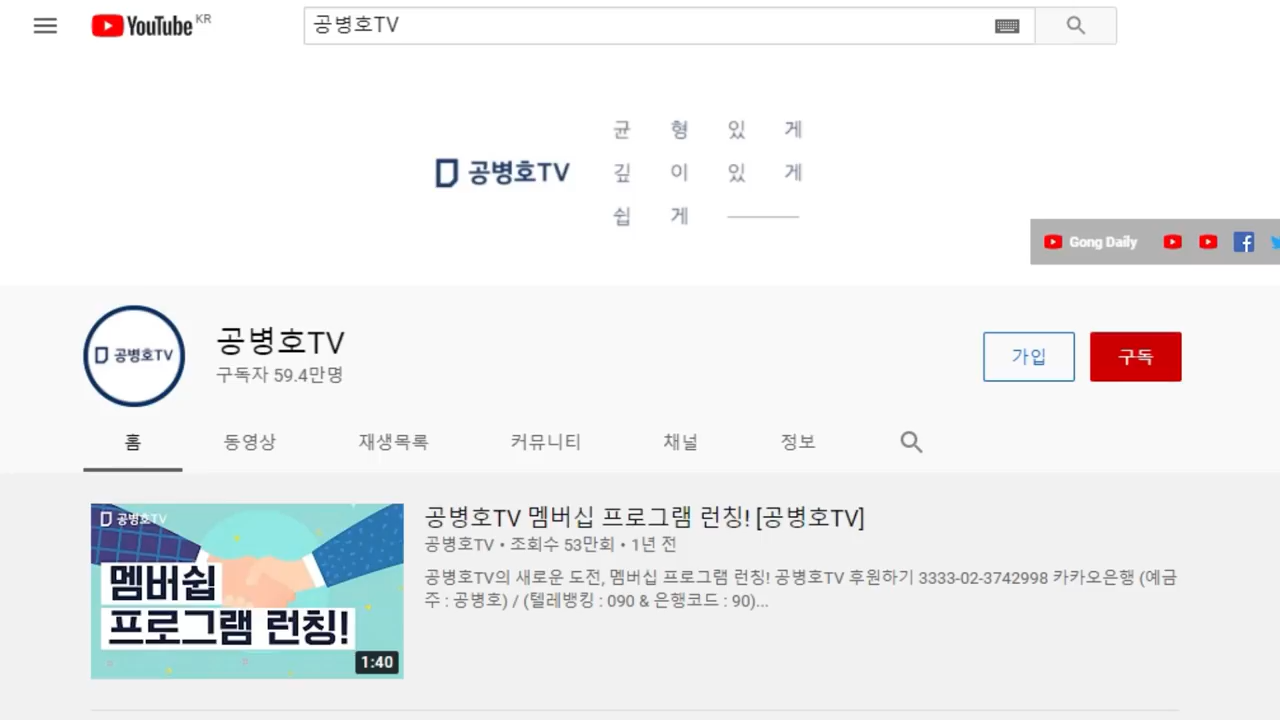 YouTube KR
공병호TV
균 형 있 게
공병호TV 깊 이 있 게
쉽 게
Gong Daily
공병호TV
공병호TV
구독자 59.4만명
가입
구독
홈 동영상 재생목록 커뮤니티 채널 정보
공병호TV
멤버쉽
프로그램 런칭!
1:40
공병호TV 멤버십 프로그램 런칭! [공병호TV]
공병호TV • 조회수 53만회 • 1년 전
공병호TV의 새로운 도전, 멤버십 프로그램 런칭! 공병호TV 후원하기 3333-02-3742998 카카오은행 (예금
주 : 공병호) / (텔레뱅킹 : 090 & 은행코드 : 90)...